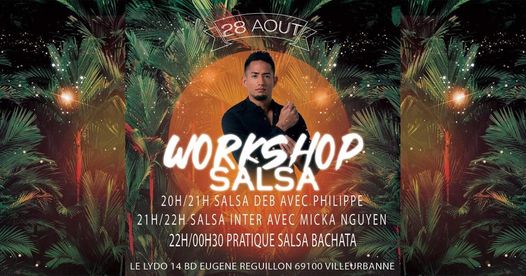 28 AOUT
WORKSHOP
SALSA
20H/21H SALSA DEB AVEC PHILIPPE
21H/22H SALSA INTER AVEC MICKA NGUYEN
22H/00H30 PRATIQUE SALSA BACHATA
LE LYDO 14 BD EUGENE REGUILLON 69100 VILLEURBANNE